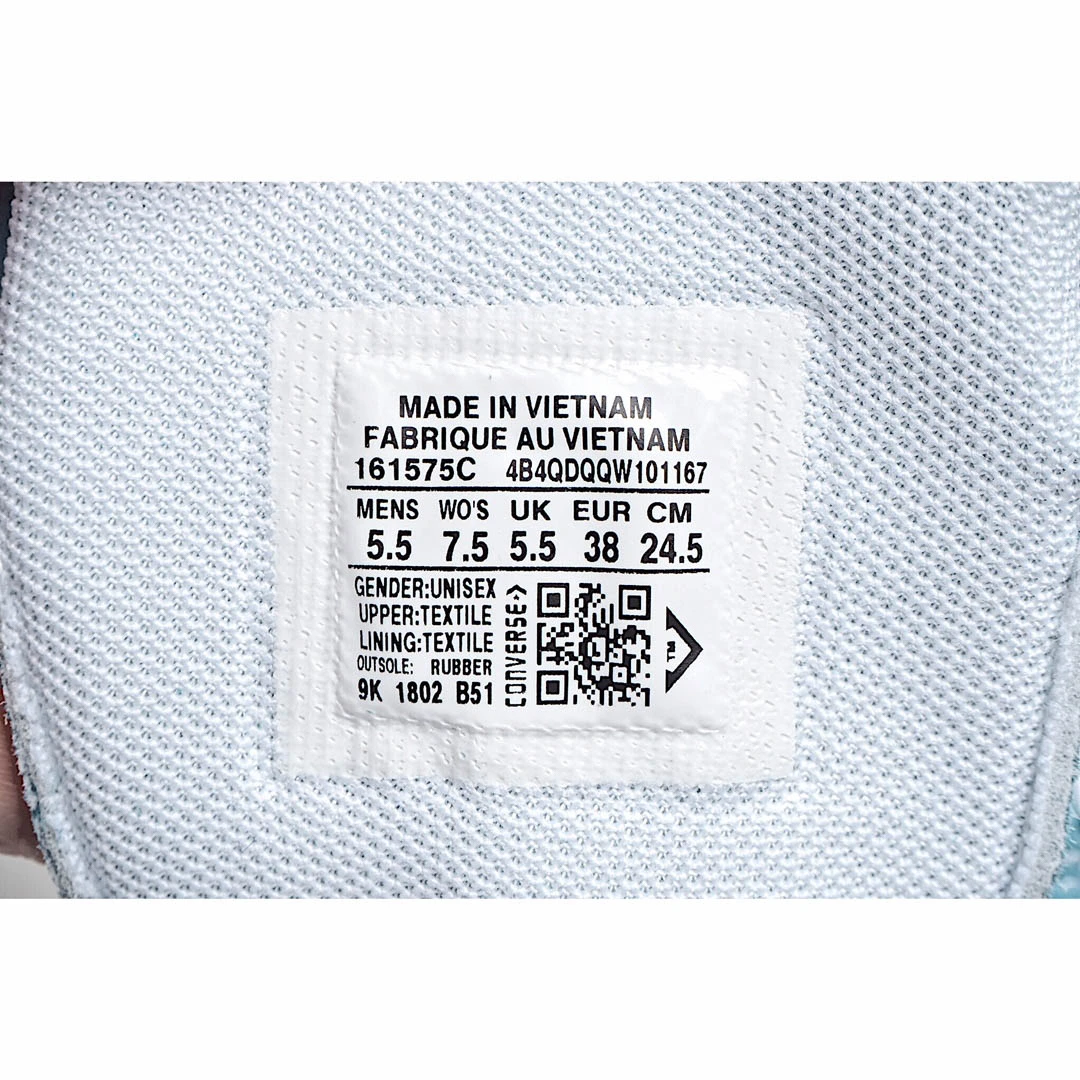 MADE IN VIETNAM
FABRIQUE AU VIETNAM
161575C 4B4QDQQW101167
MENS WO'S UK EUR CM
5.5 7.5 5.5 38 24.5
GENDER:UNISEX
UPPER:TEXTILE
LINING:TEXTILE
OUTSOLE: RUBBER
9K 1802 B51
CONVERSE>
TM